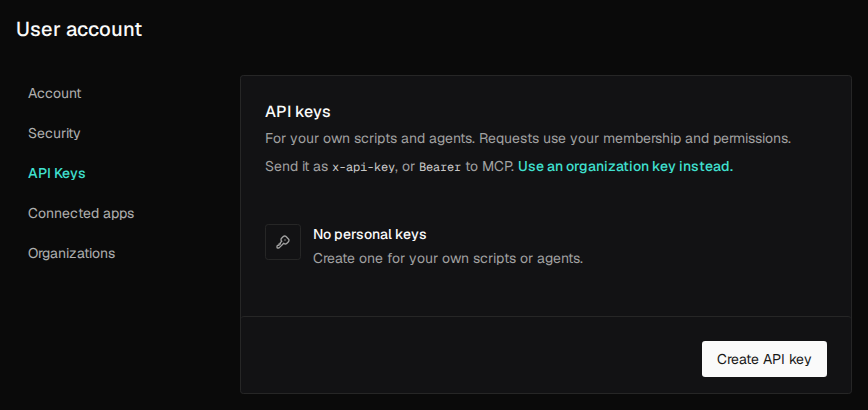 User account
Account
Security
API Keys
Connected apps
Organizations
API keys
For your own scripts and agents. Requests use your membership and permissions.
Send it as x-api-key, or Bearer to MCP. Use an organization key instead.
No personal keys
Create one for your own scripts or agents.
Create API key